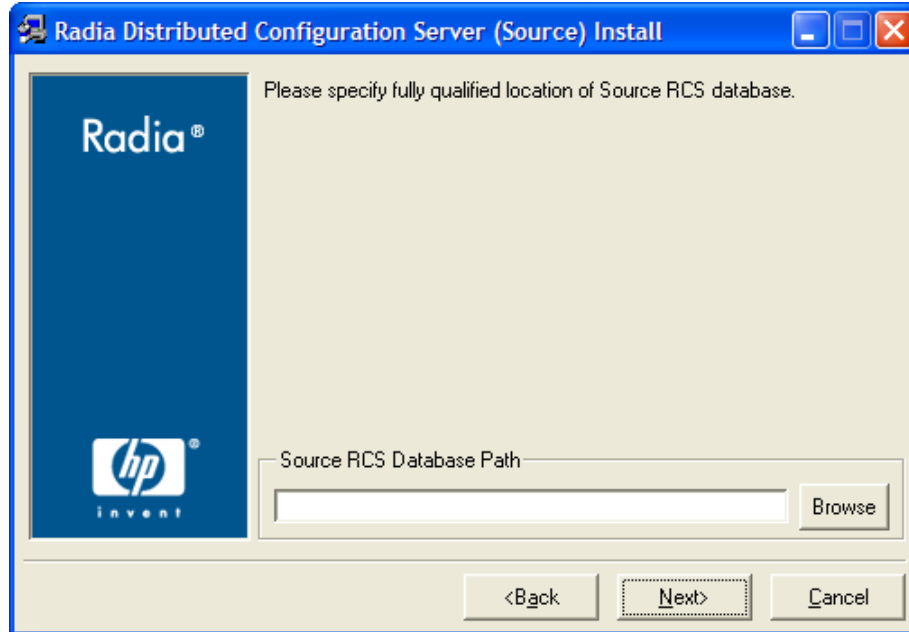 Radia Distributed Configuration Server (Source) Install
Please specify fully qualified location of Source RCS database.
Radia®
hp®
invent
Source RCS Database Path
Browse
<Back
Next>
Cancel